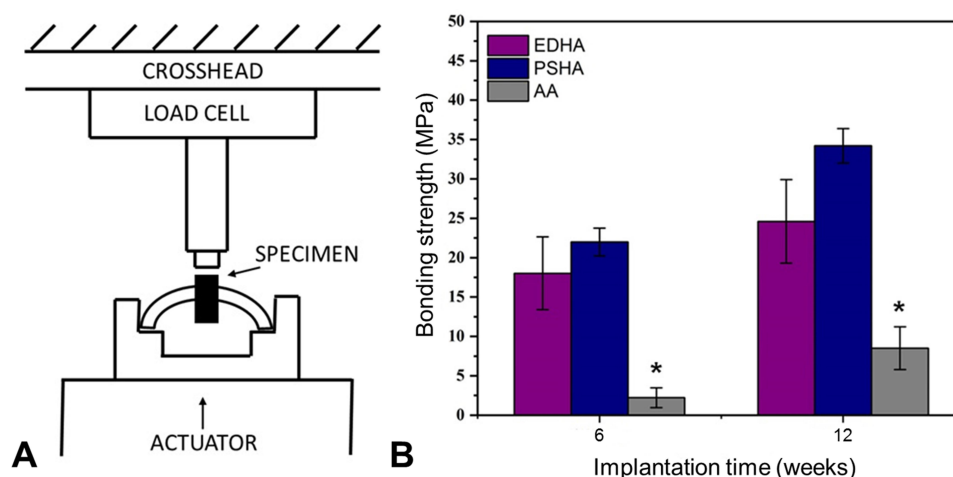 CROSSHEAD
LOAD CELL
SPECIMEN
ACTUATOR
A
EDHA
PSHA
AA
Bonding strength (MPa)
50
45
40
35
30
25
20
15
10
5
0
*
*
6
12
Implantation time (weeks)
B